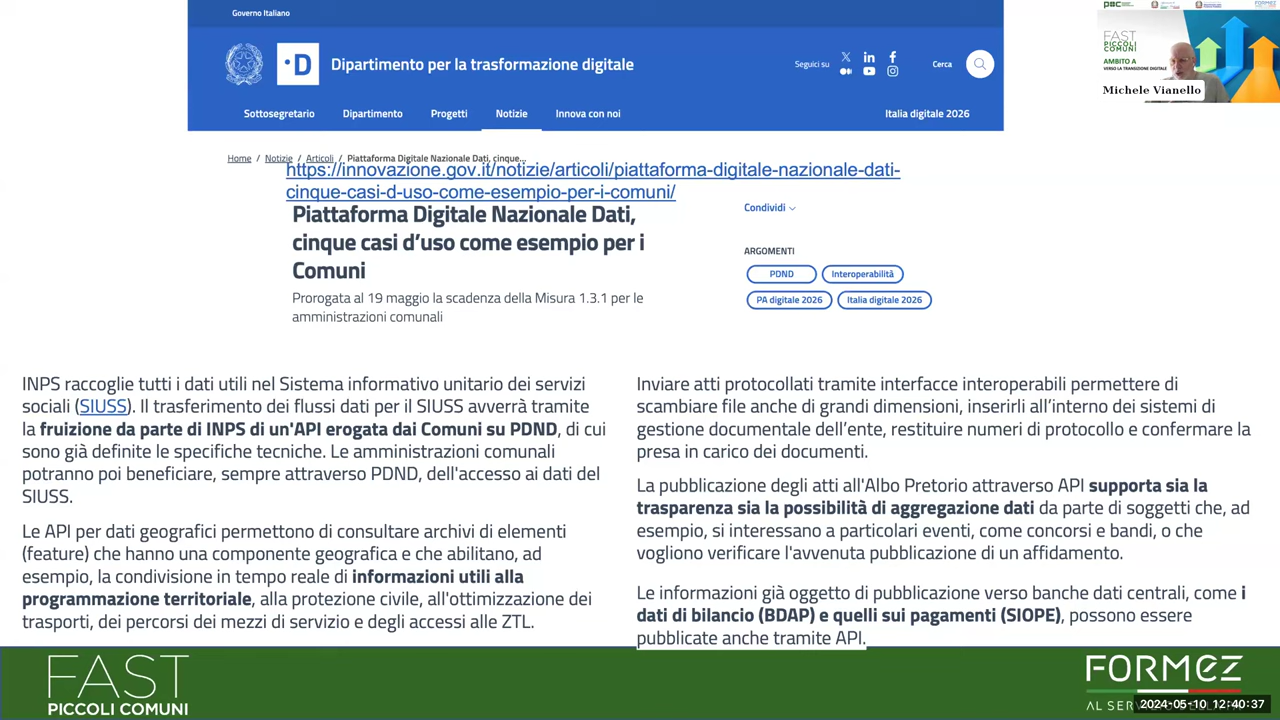 Governo Italiano
·D
Dipartimento per la trasformazione digitale
Seguici su
Cerca
Sottosegretario
Dipartimento
Progetti
Notizie
Innova con noi
Italia digitale 2026
FAST
PICCOLI
COMUNI
AMBITO A
VERSO LA TRANSIZIONE DIGITALE
Michele Vianello
Home / Notizie / Articoli / Piattaforma Digitale Nazionale Dati, cinque...
https://innovazione.gov.it/notizie/articoli/piattaforma-digitale-nazionale-dati-
cinque-casi-d-uso-come-esempio-per-i-comuni/
Piattaforma Digitale Nazionale Dati,
cinque casi d’uso come esempio per i
Comuni
Prorogata al 19 maggio la scadenza della Misura 1.3.1 per le
amministrazioni comunali
Condividi
ARGOMENTI
PDND
Interoperabilità
PA digitale 2026
Italia digitale 2026
INPS raccoglie tutti i dati utili nel Sistema informativo unitario dei servizi
sociali (SIUSS). Il trasferimento dei flussi dati per il SIUSS avverrà tramite
la fruizione da parte di INPS di un'API erogata dai Comuni su PDND, di cui
sono già definite le specifiche tecniche. Le amministrazioni comunali
potranno poi beneficiare, sempre attraverso PDND, dell'accesso ai dati del
SIUSS.
Le API per dati geografici permettono di consultare archivi di elementi
(feature) che hanno una componente geografica e che abilitano, ad
esempio, la condivisione in tempo reale di informazioni utili alla
programmazione territoriale, alla protezione civile, all'ottimizzazione dei
trasporti, dei percorsi dei mezzi di servizio e degli accessi alle ZTL.
Inviare atti protocollati tramite interfacce interoperabili permettere di
scambiare file anche di grandi dimensioni, inserirli all’interno dei sistemi di
gestione documentale dell’ente, restituire numeri di protocollo e confermare la
presa in carico dei documenti.
La pubblicazione degli atti all'Albo Pretorio attraverso API supporta sia la
trasparenza sia la possibilità di aggregazione dati da parte di soggetti che, ad
esempio, si interessano a particolari eventi, come concorsi e bandi, o che
vogliono verificare l'avvenuta pubblicazione di un affidamento.
Le informazioni già oggetto di pubblicazione verso banche dati centrali, come i
dati di bilancio (BDAP) e quelli sui pagamenti (SIOPE), possono essere
pubblicate anche tramite API.
FAST
PICCOLI COMUNI
FORMEZ
AL SERVIZIO
2024-05-10 12:40:37